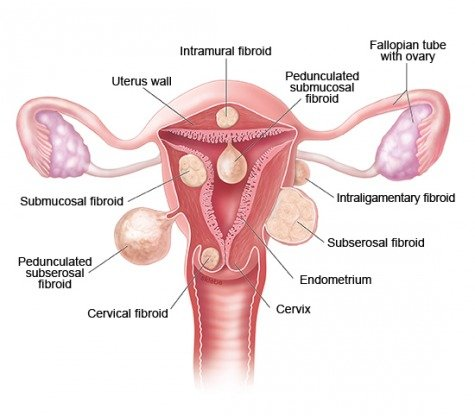 Intramural fibroid
Fallopian tube
with ovary
Uterus wall
Pedunculated
submucosal
fibroid
Submucosal fibroid
Intraligamentary fibroid
Subserosal fibroid
Pedunculated
subserosal
fibroid
Endometrium
Cervical fibroid
Cervix